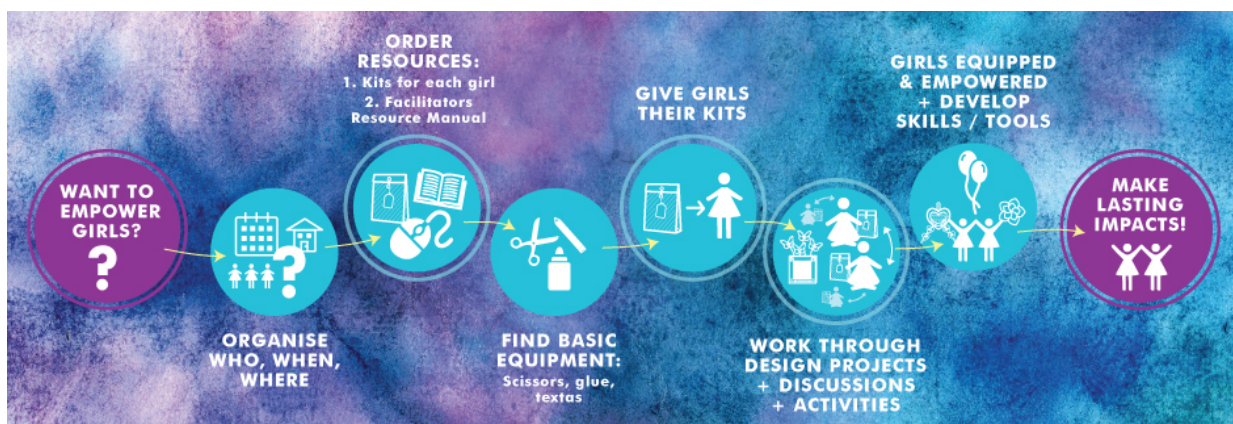 WANT TO
EMPOWER
GIRLS?
?
?
ORGANISE
WHO, WHEN,
WHERE
ORDER
RESOURCES:
1. Kits for each girl
2. Facilitators
Resource Manual
FIND BASIC
EQUIPMENT:
Scissors, glue,
textas
GIVE GIRLS
THEIR KITS
WORK THROUGH
DESIGN PROJECTS
+ DISCUSSIONS
+ ACTIVITIES
GIRLS EQUIPPED
& EMPOWERED
+ DEVELOP
SKILLS / TOOLS
MAKE
LASTING
IMPACTS!